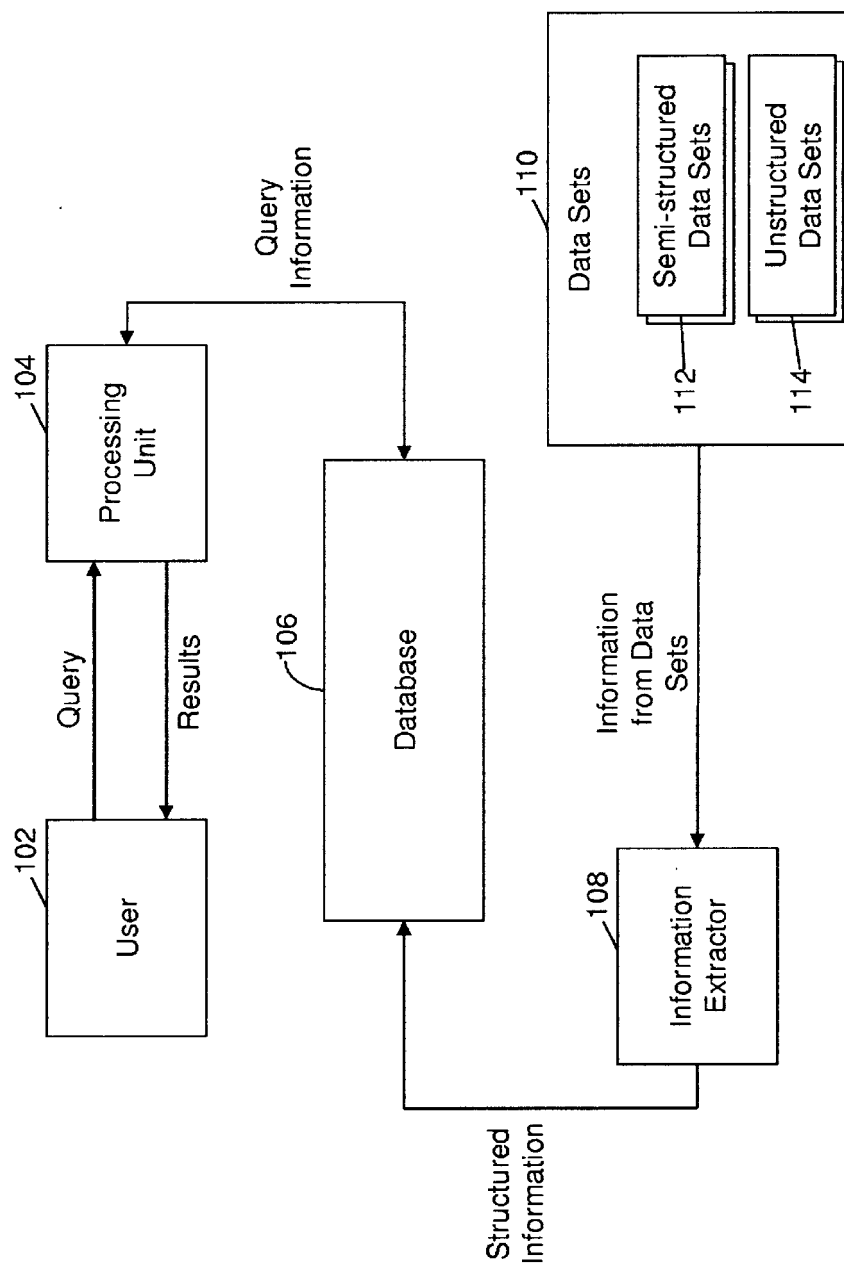 102
User
Query
Results
104
Processing
Unit
Query
Information
106
Database
Structured
Information
108
Information
Extractor
Information
from Data
Sets
110
Data Sets
112
Semi-structured
Data Sets
114
Unstructured
Data Sets